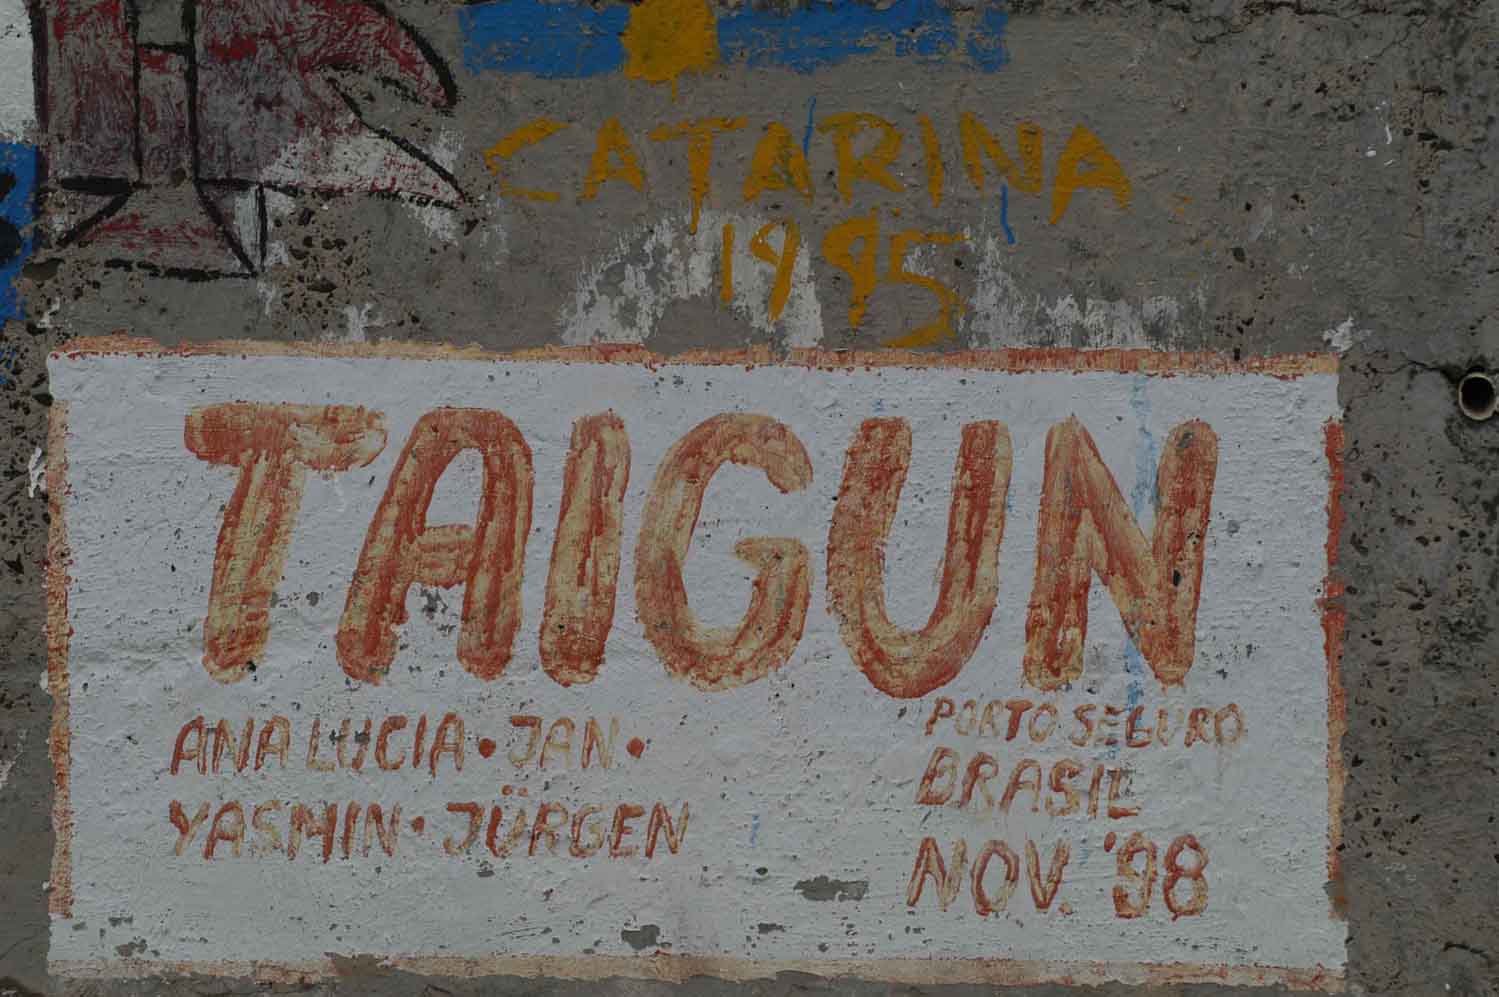 CATARINA
1995
TAIGUN
ANA LUCIA • JAN •
YASMIN • JÜRGEN
PORTO SEGURO
BRASIL
NOV. '98